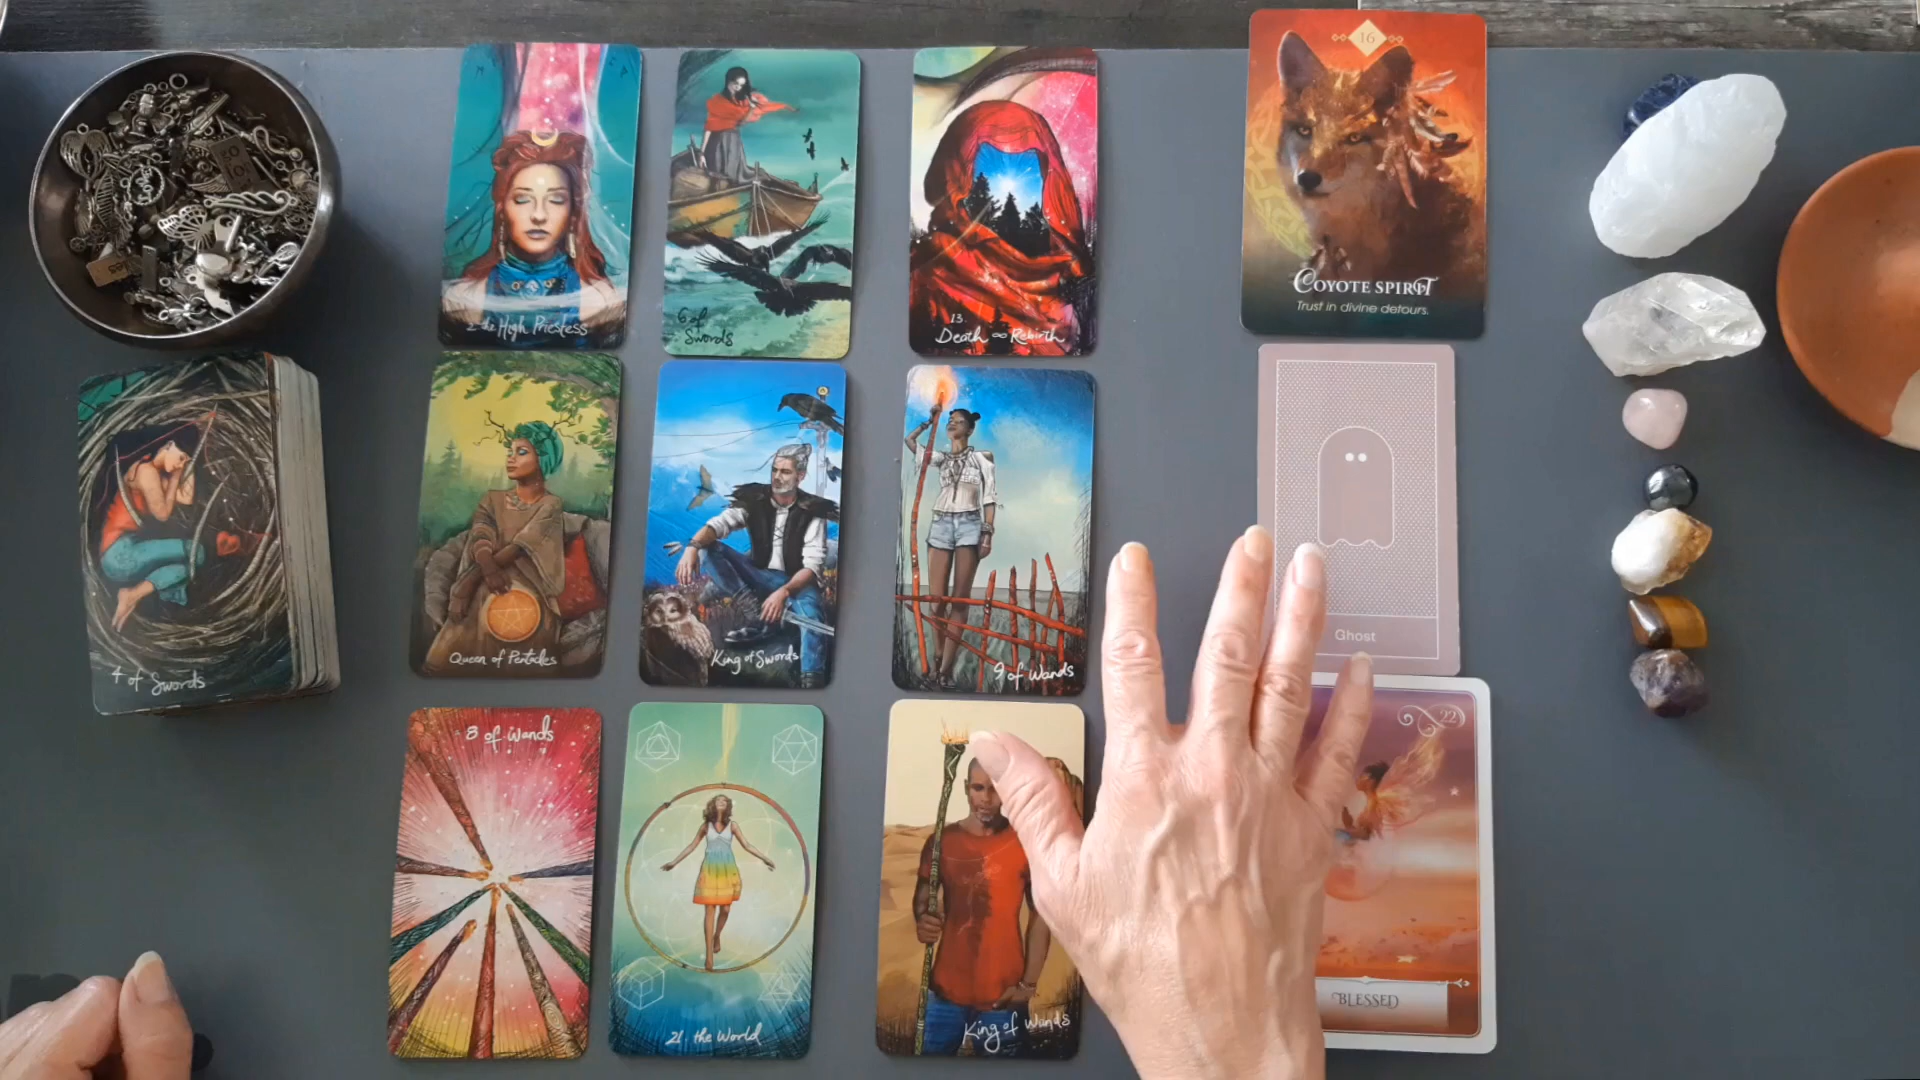 2 the High Priestess
6 of
Swords
13.
Death ∞ Rebirth
16
COYOTE SPIRIT
Trust in divine detours.
4 of Swords
Queen of Pentacles
King of Swords
9 of Wands
Ghost
8 of Wands
21. the World
King of Wands
22
BLESSED